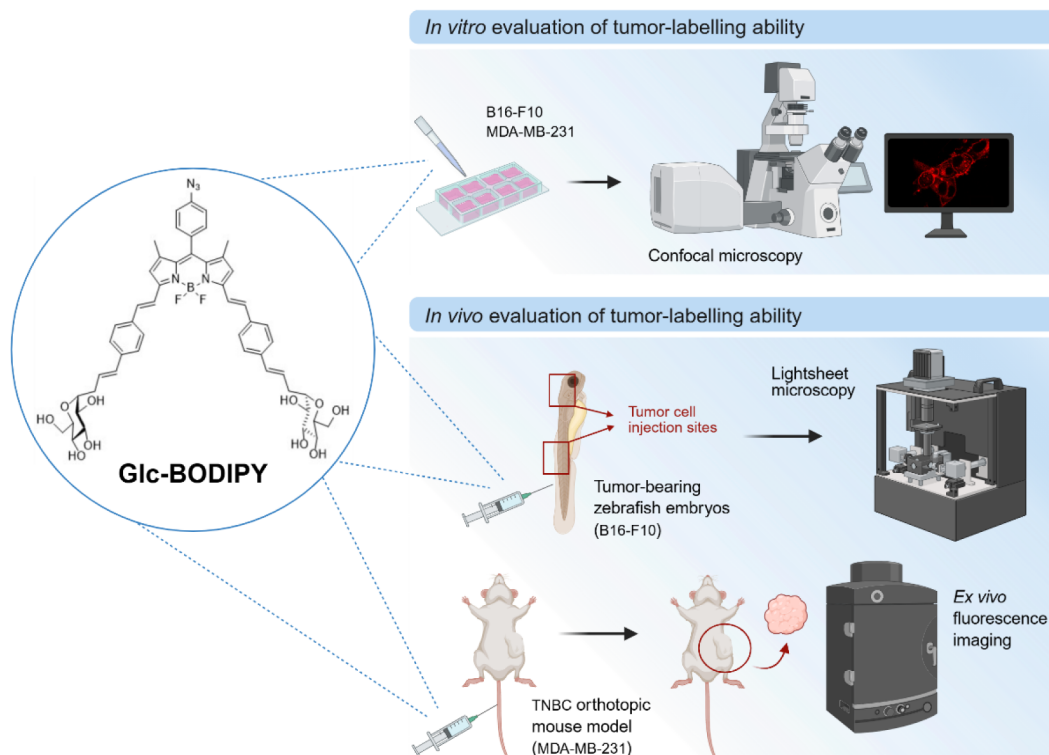 In vitro evaluation of tumor-labelling ability
B16-F10
MDA-MB-231
Confocal microscopy
N3
N
N
B
F
F
O
OH
OH
HO
HO
OH
O
HO
OH
HO
OH
Glc-BODIPY
In vivo evaluation of tumor-labelling ability
Tumor cell
injection sites
Lightsheet
microscopy
Tumor-bearing
zebrafish embryos
(B16-F10)
TNBC orthotopic
mouse model
(MDA-MB-231)
Ex vivo
fluorescence
imaging